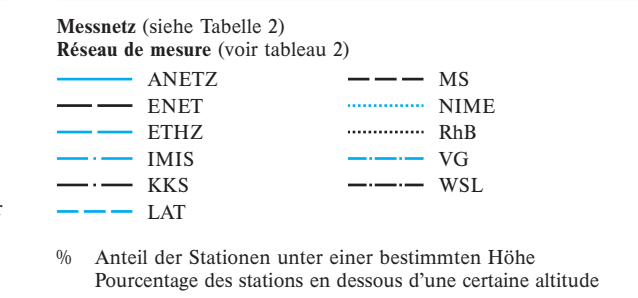 Messnetz (siehe Tabelle 2)
Réseau de mesure (voir tableau 2)
ANETZ
ENET
ETHZ
IMIS
KKS
LAT
MS
NIME
RhB
VG
WSL
% Anteil der Stationen unter einer bestimmten Höhe
Pourcentage des stations en dessous d'une certaine altitude